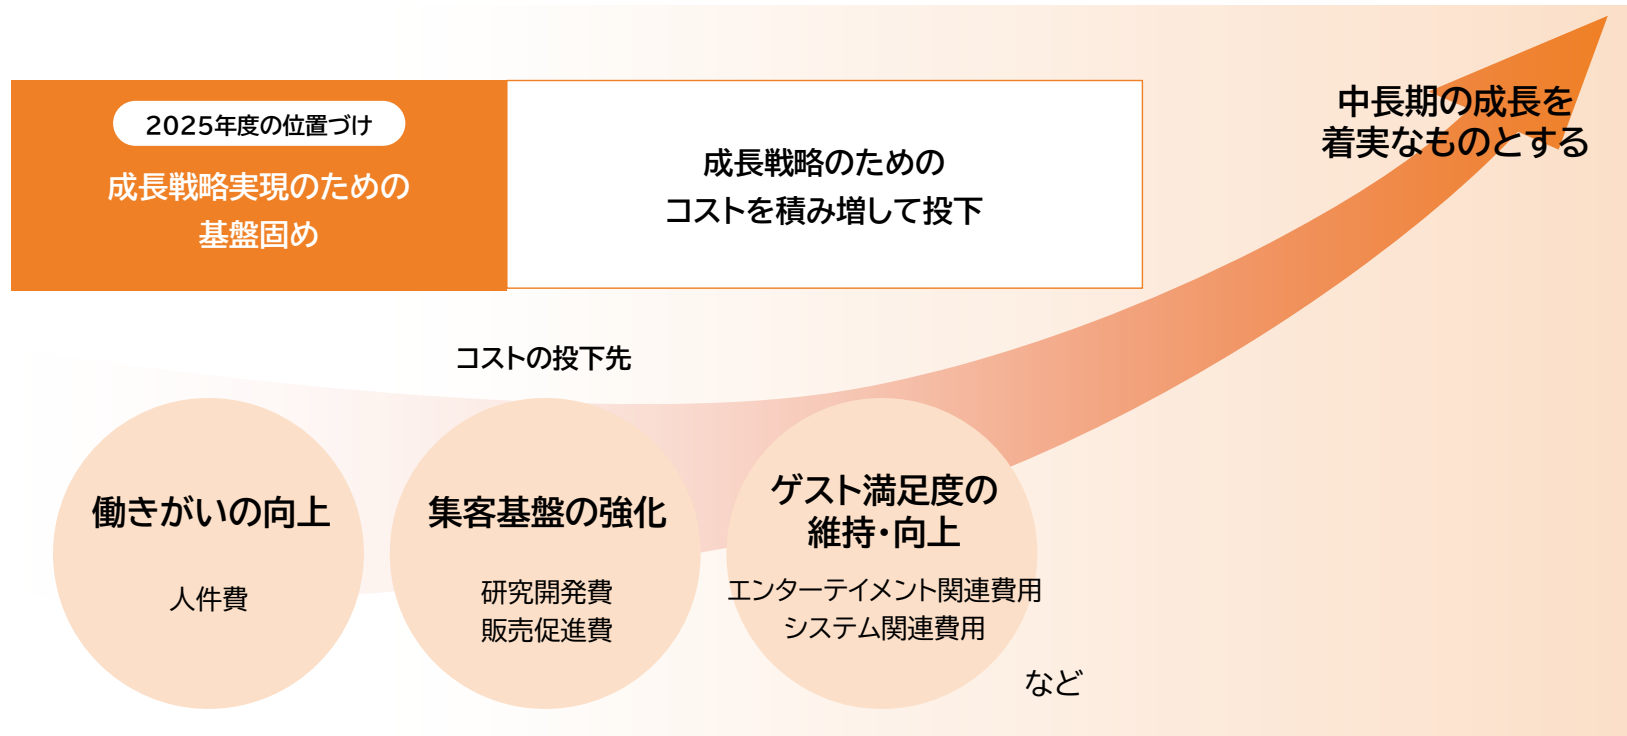 2025年度の位置づけ
成長戦略実現のための
基盤固め
成長戦略のための
コストを積み増して投下
中長期の成長を
着実なものとする
コストの投下先
働きがいの向上
人件費
集客基盤の強化
研究開発費
販売促進費
ゲスト満足度の
維持・向上
エンターテイメント関連費用
システム関連費用
など